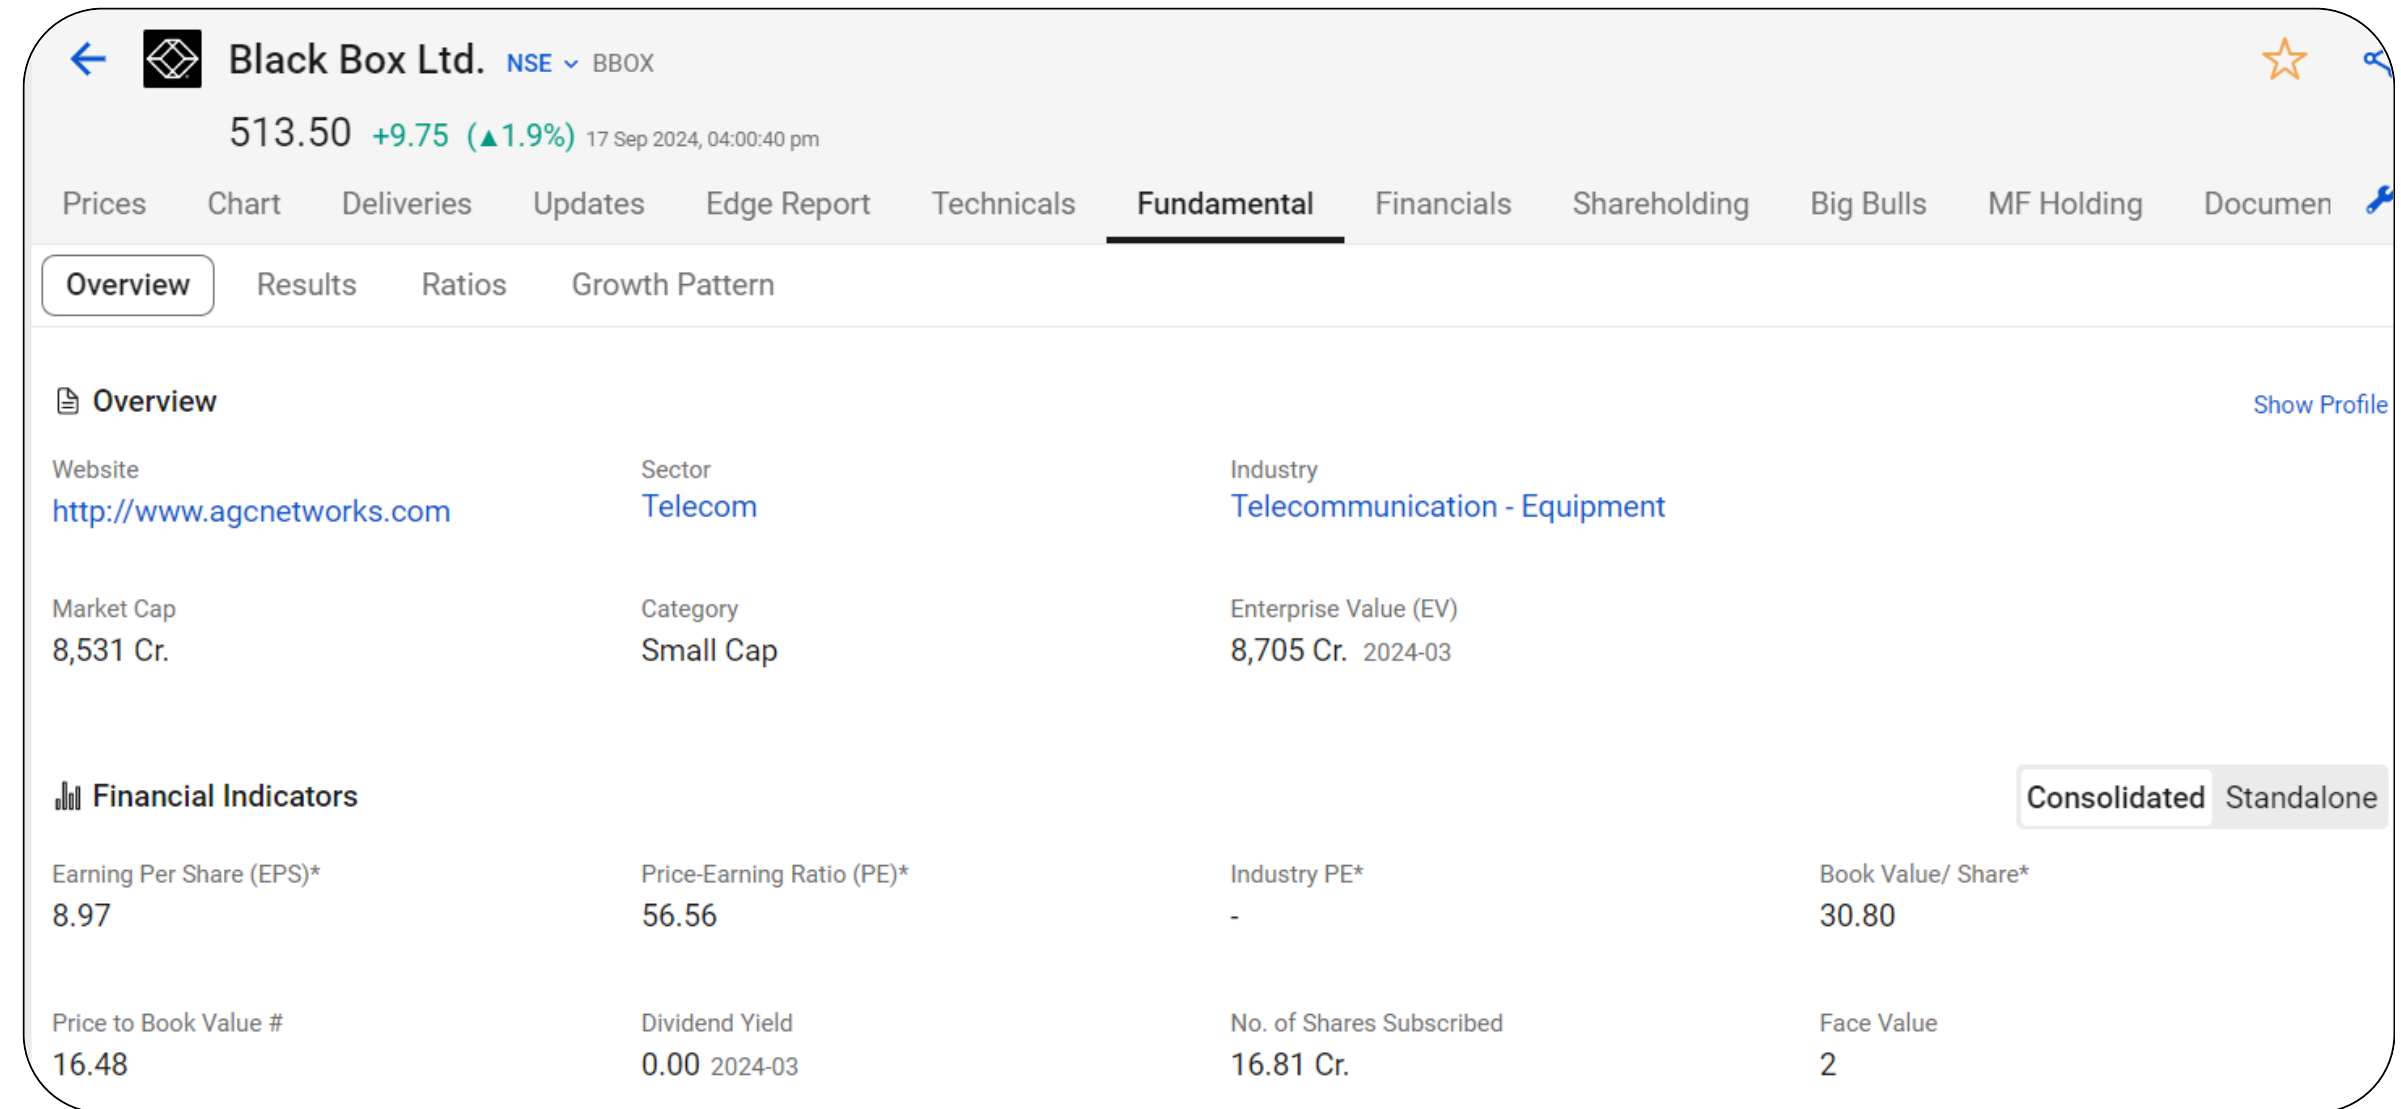 Black Box Ltd. NSE BBOX
513.50 +9.75 (▲1.9%) 17 Sep 2024, 04:00:40 pm
Prices Chart Deliveries Updates Edge Report Technicals Fundamental Financials Shareholding Big Bulls MF Holding Documen
Overview Results Ratios Growth Pattern
Overview Show Profile
Website Sector Industry
http://www.agcnetworks.com Telecom Telecommunication - Equipment
Market Cap Category Enterprise Value (EV)
8,531 Cr. Small Cap 8,705 Cr. 2024-03
Financial Indicators Consolidated Standalone
Earning Per Share (EPS)* Price-Earning Ratio (PE)* Industry PE* Book Value/ Share*
8.97 56.56 - 30.80
Price to Book Value # Dividend Yield No. of Shares Subscribed Face Value
16.48 0.00 2024-03 16.81 Cr. 2